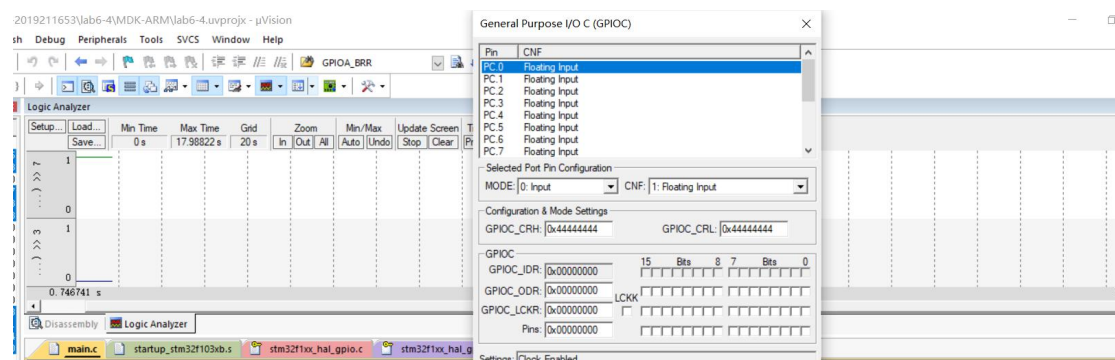 2019211653\lab6-4\MDK-ARM\lab6-4.uvprojx - µVision
Debug Peripherals Tools SVCS Window Help
GPIOA_BRR
Logic Analyzer
Setup... Load... Min Time Max Time Grid Zoom Min/Max Update Screen
Save... 0 s 17.98822 s 20 s In Out All Auto Undo Stop Clear
1
0
1
0
0.746741 s
Disassembly Logic Analyzer
main.c startup_stm32f103xb.s stm32f1xx_hal_gpio.c stm32f1xx_hal_g
General Purpose I/O C (GPIOC)
Pin CNF
PC.0 Floating Input
PC.1 Floating Input
PC.2 Floating Input
PC.3 Floating Input
PC.4 Floating Input
PC.5 Floating Input
PC.6 Floating Input
PC.7 Floating Input
Selected Port Pin Configuration
MODE: 0: Input CNF: 1: Floating Input
Configuration & Mode Settings
GPIOC_CRH: 0x44444444 GPIOC_CRL: 0x44444444
GPIOC
15 Bits 8 7 Bits 0
GPIOC_IDR: 0x00000000
GPIOC_ODR: 0x00000000
LCKK
GPIOC_LCKR: 0x00000000
Pins: 0x00000000
Settings: Clock Enabled